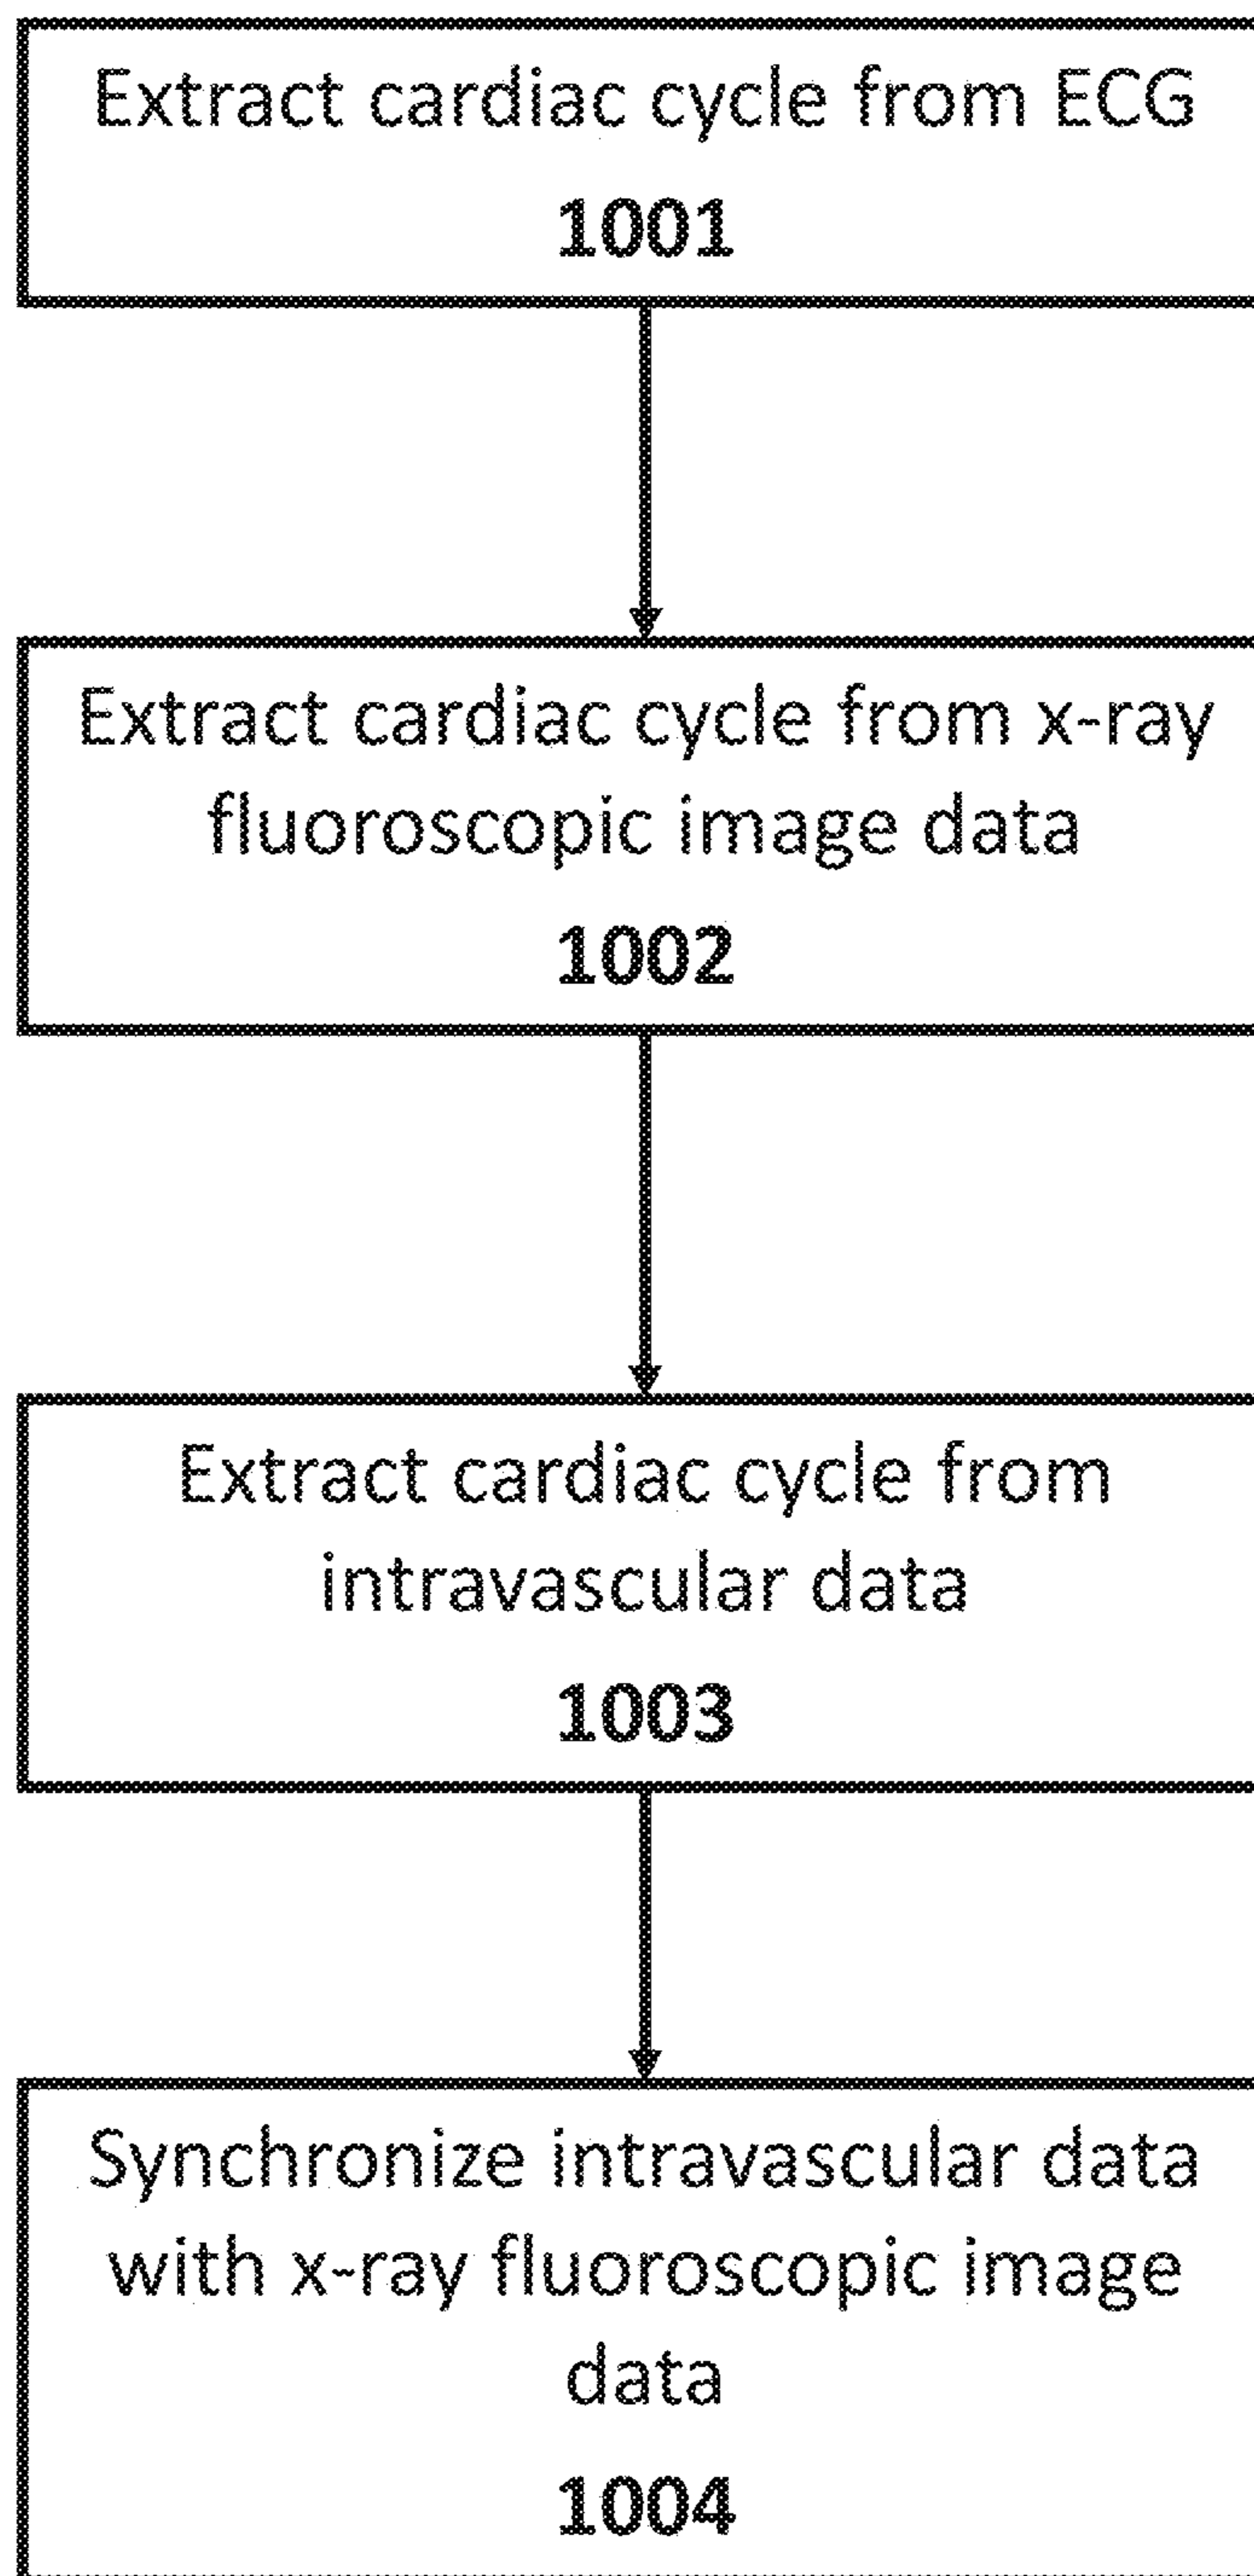 Extract cardiac cycle from ECG
1001
Extract cardiac cycle from x-ray
fluoroscopic image data
1002
Extract cardiac cycle from
intravascular data
1003
Synchronize intravascular data
with x-ray fluoroscopic image
data
1004